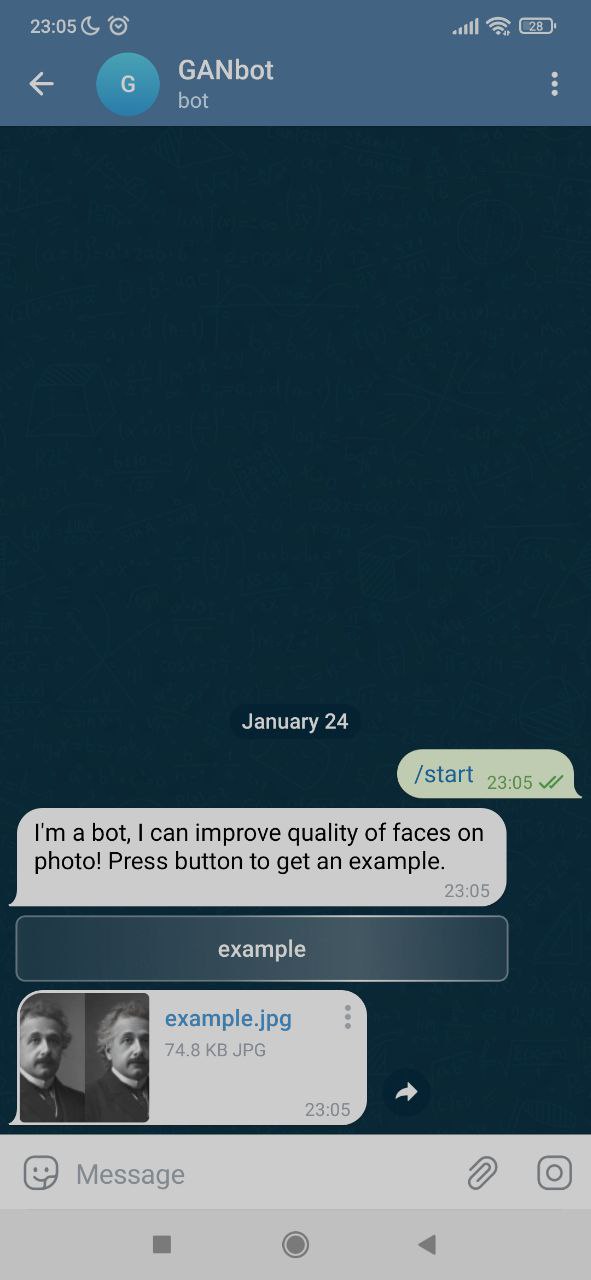 23:05
28
G
GANbot
bot
January 24
/start 23:05
I'm a bot, I can improve quality of faces on
photo! Press button to get an example.
23:05
example
example.jpg
74.8 KB JPG
23:05
Message